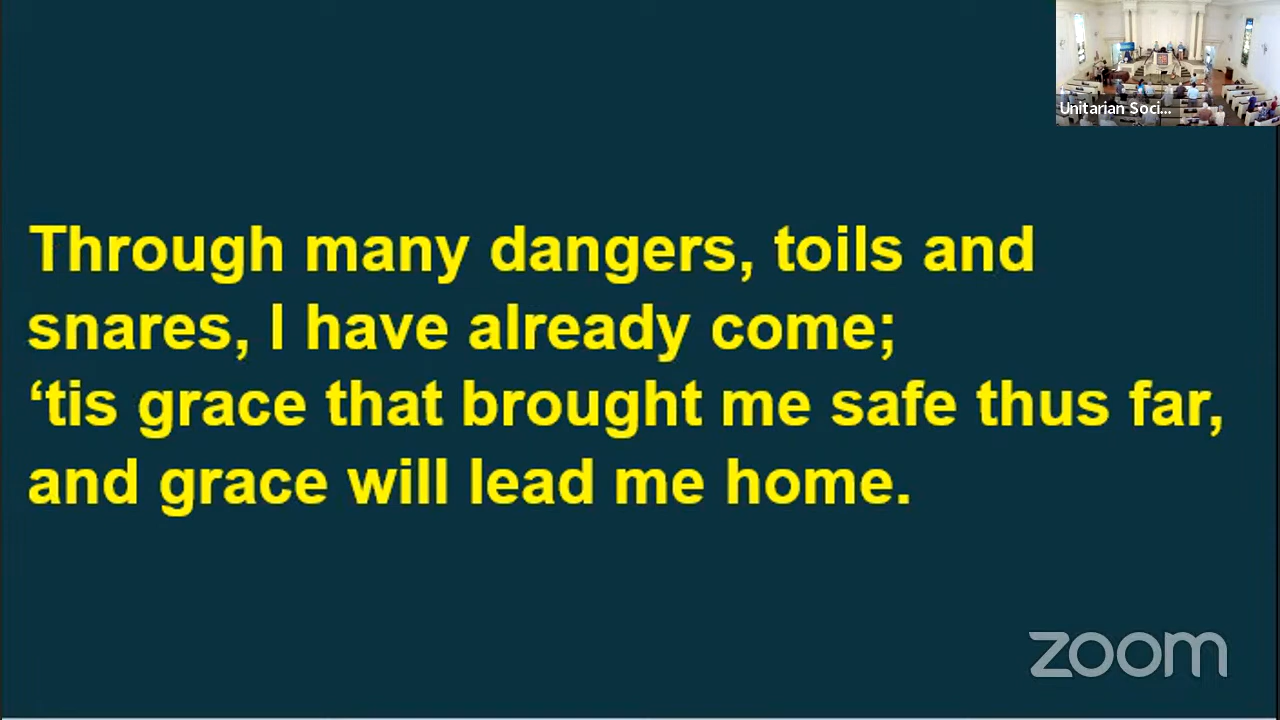 Unitarian Soci...
Through many dangers, toils and
snares, I have already come;
‘tis grace that brought me safe thus far,
and grace will lead me home.
zoom